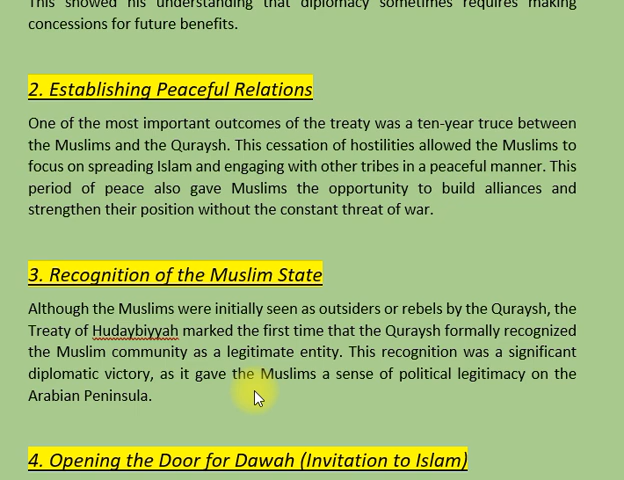 This showed his understanding that diplomacy sometimes requires making
concessions for future benefits.
2. Establishing Peaceful Relations
One of the most important outcomes of the treaty was a ten-year truce between
the Muslims and the Quraysh. This cessation of hostilities allowed the Muslims to
focus on spreading Islam and engaging with other tribes in a peaceful manner. This
period of peace also gave Muslims the opportunity to build alliances and
strengthen their position without the constant threat of war.
3. Recognition of the Muslim State
Although the Muslims were initially seen as outsiders or rebels by the Quraysh, the
Treaty of Hudaybiyyah marked the first time that the Quraysh formally recognized
the Muslim community as a legitimate entity. This recognition was a significant
diplomatic victory, as it gave the Muslims a sense of political legitimacy on the
Arabian Peninsula.
4. Opening the Door for Dawah (Invitation to Islam)